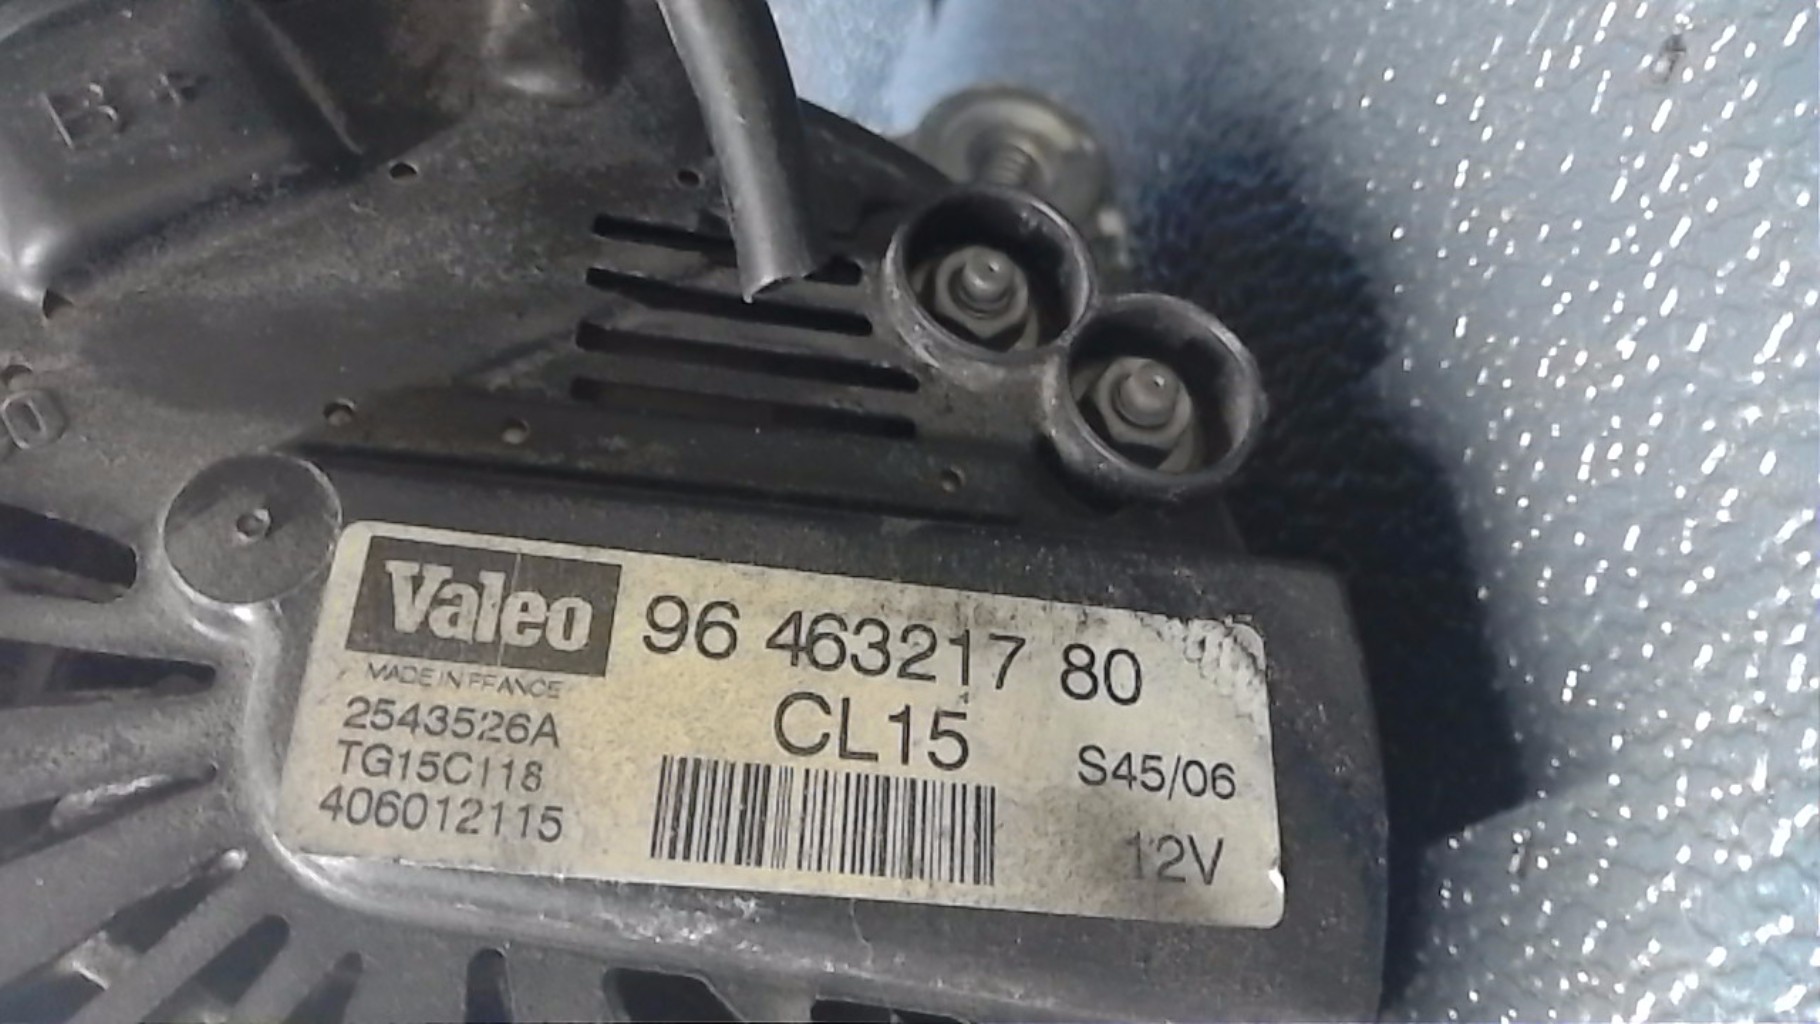 B+
Valeo
96 463217 80
MADE IN FRANCE
CL15
2543526A
TG15C118
406012115
S45/06
12V